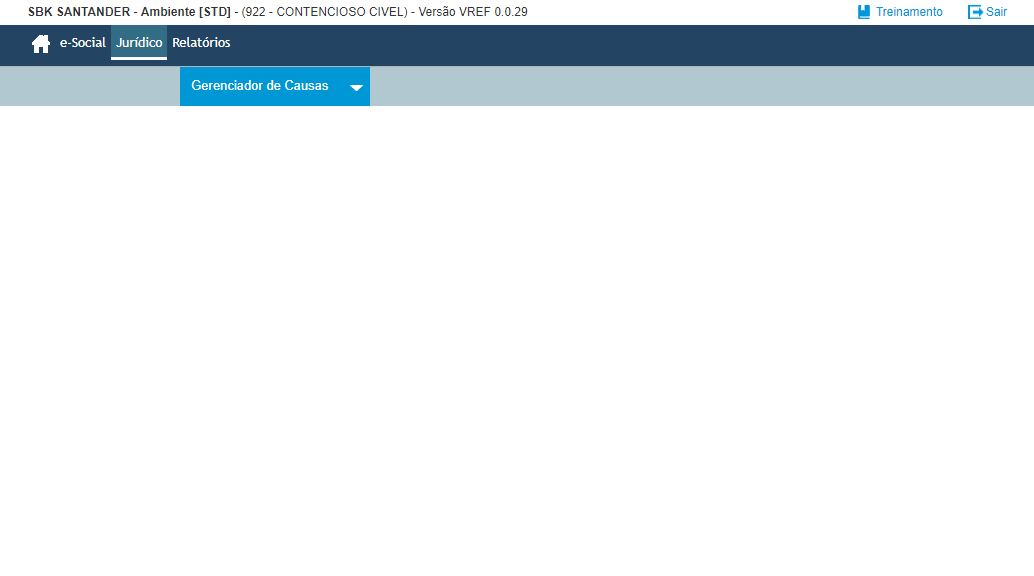 SBK SANTANDER - Ambiente [STD] - (922 - CONTENCIOSO CIVEL) - Versão VREF 0.0.29
Treinamento
Sair
e-Social
Jurídico
Relatórios
Gerenciador de Causas